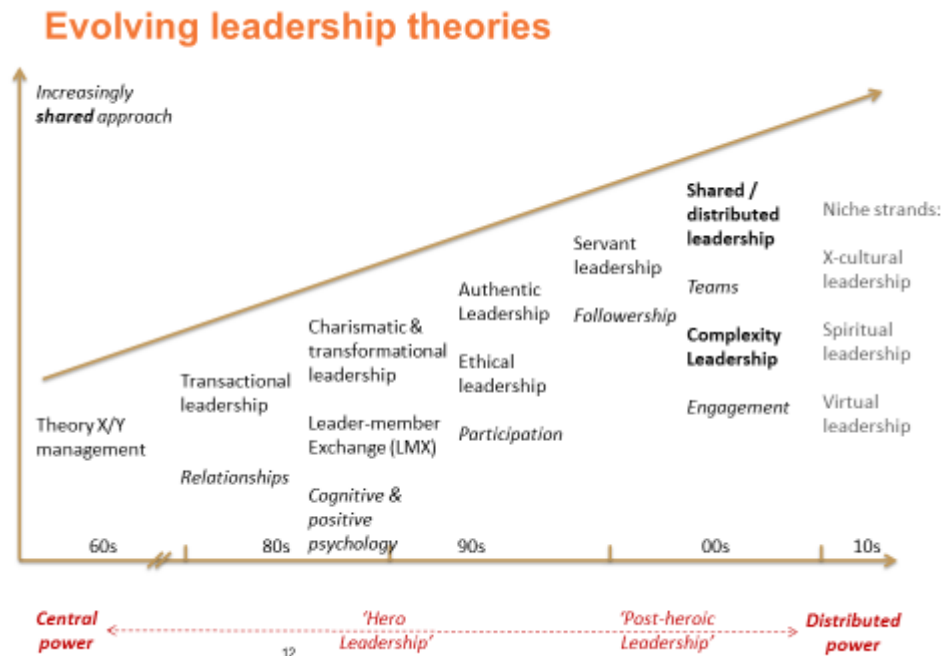 Evolving leadership theories
Increasingly
shared approach
Theory X/Y
management
Transactional
leadership
Relationships
Charismatic &
transformational
leadership
Leader-member
Exchange (LMX)
Cognitive &
positive
psychology
Authentic
Leadership
Ethical
leadership
Participation
Servant
leadership
Followership
Shared /
distributed
leadership
Teams
Complexity
Leadership
Engagement
Niche strands:
X-cultural
leadership
Spiritual
leadership
Virtual
leadership
60s
80s
90s
00s
10s
Central
power
'Hero
Leadership'
'Post-heroic
Leadership'
Distributed
power
12